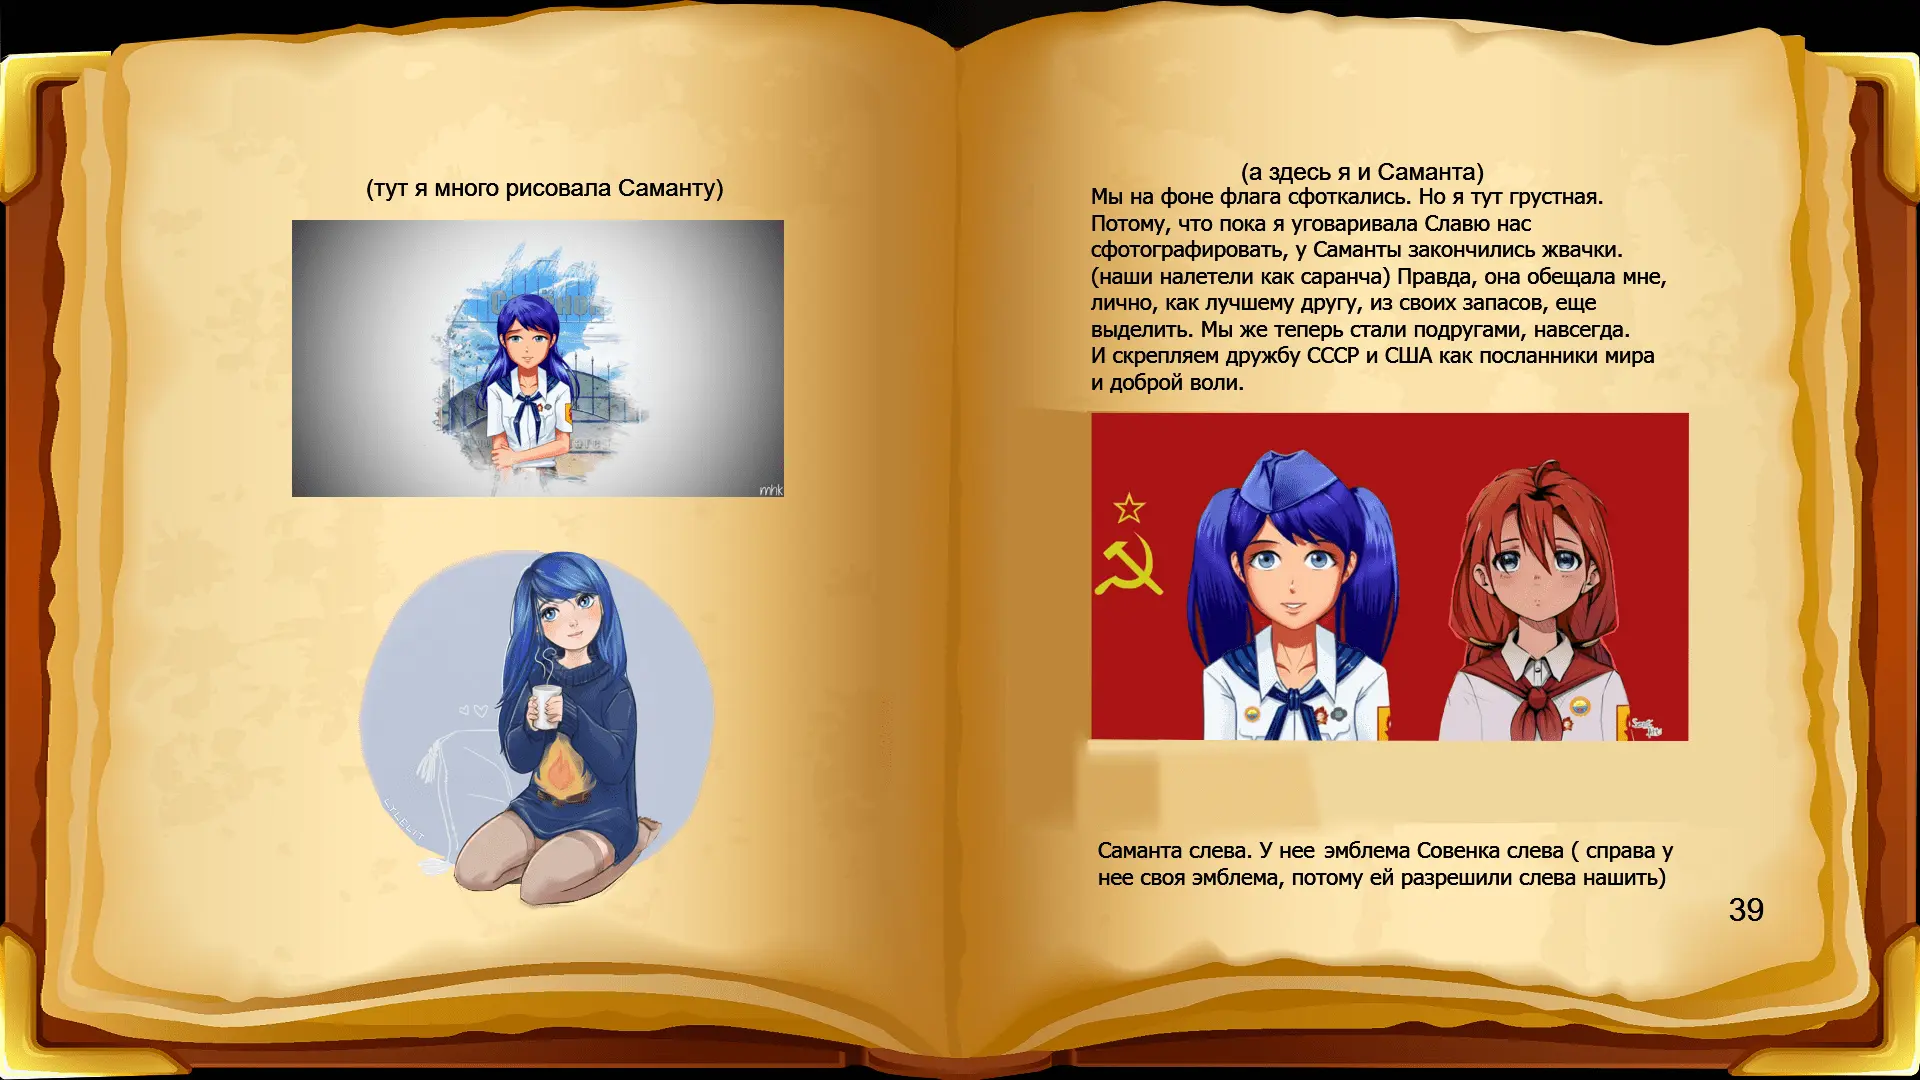 (тут я много рисовала Саманту)
mhk
LYLELIT
(а здесь я и Саманта)
Мы на фоне флага сфоткались. Но я тут грустная.
Потому, что пока я уговаривала Славю нас
сфотографировать, у Саманты закончились жвачки.
(наши налетели как саранча) Правда, она обещала мне,
лично, как лучшему другу, из своих запасов, еще
выделить. Мы же теперь стали подругами, навсегда.
И скрепляем дружбу СССР и США как посланники мира
и доброй воли.
Саманта слева. У нее эмблема Совенка слева ( справа у
нее своя эмблема, потому ей разрешили слева нашить)
39